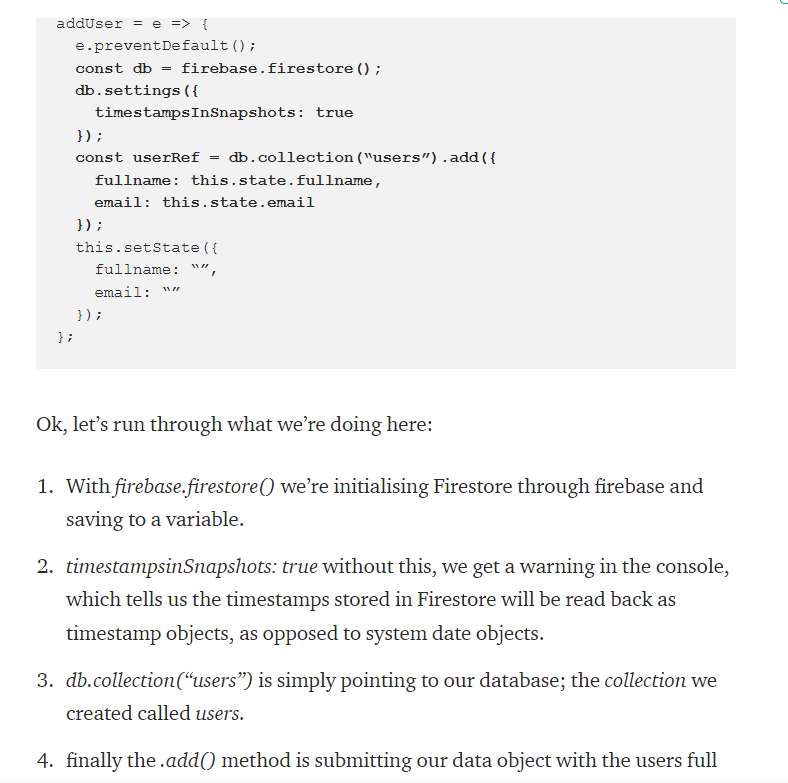 addUser = e => {
e.preventDefault();
const db = firebase.firestore();
db.settings({
timestampsInSnapshots: true
});
const userRef = db.collection(“users”).add({
fullname: this.state.fullname,
email: this.state.email
});
this.setState({
fullname: “”,
email: “”
});
};
Ok, let’s run through what we’re doing here:
1. With firebase.firestore() we’re initialising Firestore through firebase and
saving to a variable.
2. timestampsinSnapshots: true without this, we get a warning in the console,
which tells us the timestamps stored in Firestore will be read back as
timestamp objects, as opposed to system date objects.
3. db.collection(“users”) is simply pointing to our database; the collection we
created called users.
4. finally the .add() method is submitting our data object with the users full